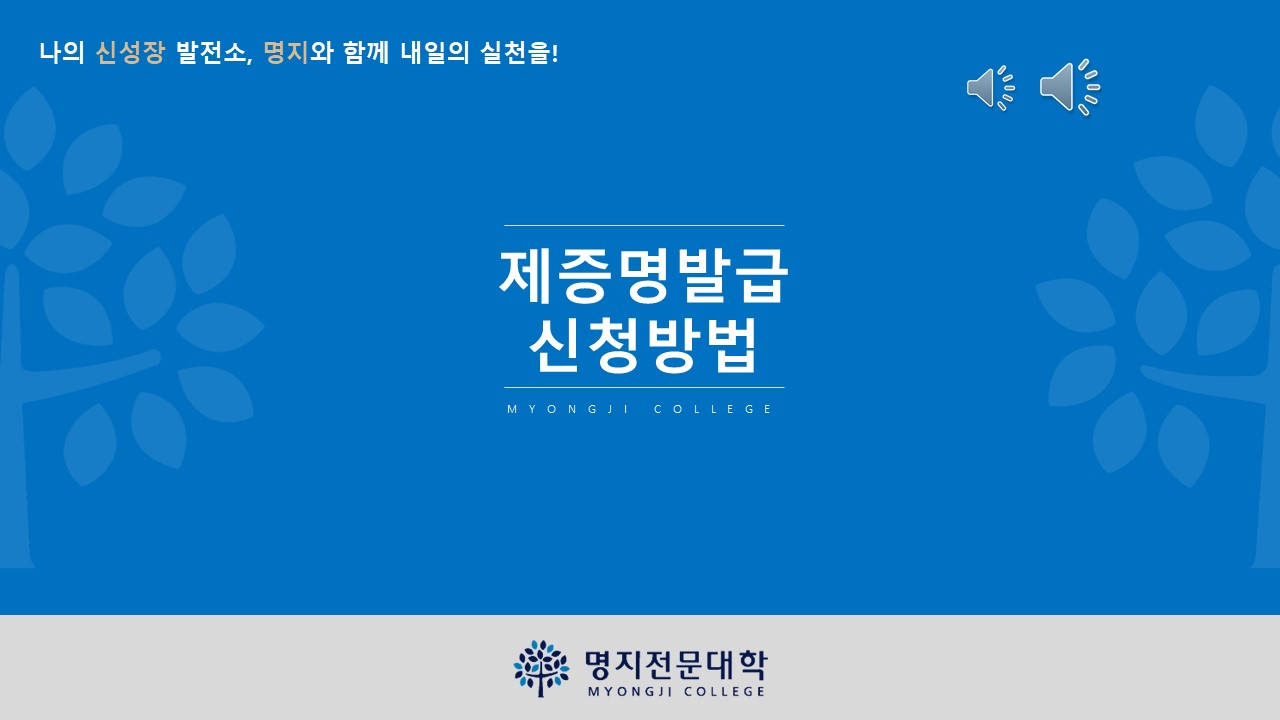 나의 신성장 발전소, 명지와 함께 내일의 실천을!
제증명발급
신청방법
MYONGJI COLLEGE
명지전문대학
MYONGJI COLLEGE